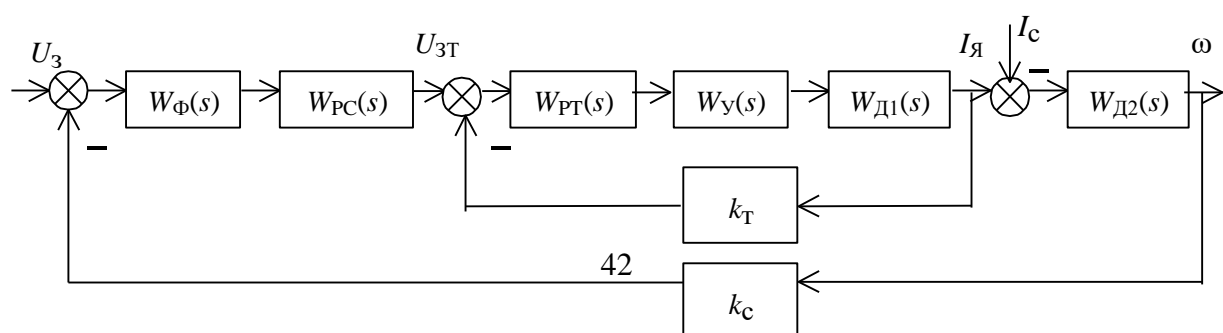 U_З
U_ЗТ
I_Я
I_с
ω
W_Ф(s)
W_РС(s)
W_РТ(s)
W_У(s)
W_Д1(s)
W_Д2(s)
k_Т
42
k_с